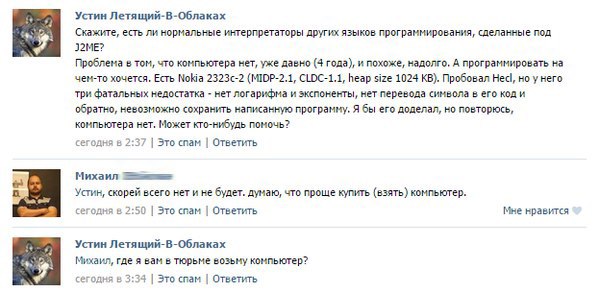 Устин Летящий-В-Облаках
Скажите, есть ли нормальные интерпретаторы других языков программирования, сделанные под
J2ME?
Проблема в том, что компьютера нет, уже давно (4 года), и похоже, надолго. А программировать на
чем-то хочется. Есть Nokia 2323c-2 (MIDP-2.1, CLDC-1.1, heap size 1024 KB). Пробовал Hecl, но у него
три фатальных недостатка - нет логарифма и экспоненты, нет перевода символа в его код и
обратно, невозможно сохранить написанную программу. Я бы его доделал, но повторюсь,
компьютера нет. Может кто-нибудь помочь?
сегодня в 2:37 | Это спам | Ответить
Михаил
Устин, скорей всего нет и не будет. думаю, что проще купить (взять) компьютер.
сегодня в 2:50 | Это спам | Ответить Мне нравится
Устин Летящий-В-Облаках
Михаил, где я вам в тюрьме возьму компьютер?
сегодня в 3:34 | Это спам | Ответить